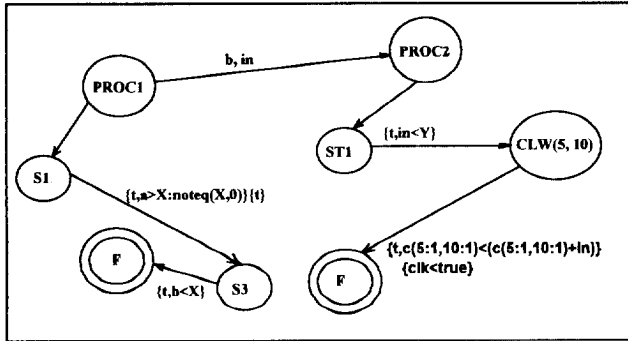 PROC2
b, in
PROC1
{t,in<Y}
CLW(5, 10)
ST1
S1
{t,a>X:noteq(X,0)}{t}
F
{t,c(5:1,10:1)<(c(5:1,10:1)+in)}
{clk<true}
{t,b<X}
S3
F